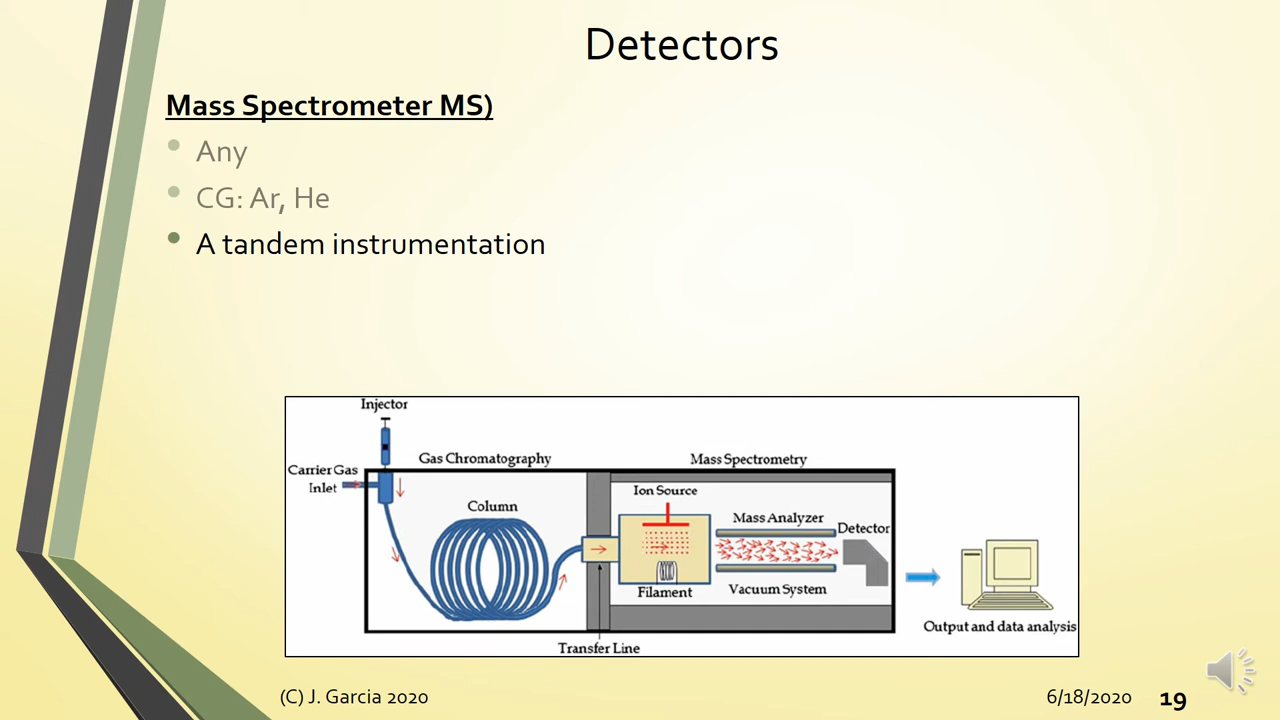 Detectors
Mass Spectrometer MS)
Any
CG: Ar, He
A tandem instrumentation
Injector
Carrier Gas
Inlet
Gas Chromatography
Mass Spectrometry
Column
Ion Source
Mass Analyzer
Detector
Filament
Vacuum System
Transfer Line
Output and data analysis
(C) J. Garcia 2020
6/18/2020
19